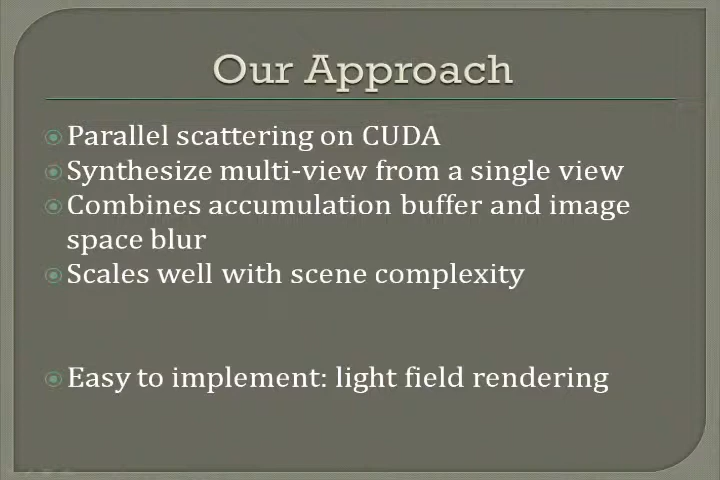 Our Approach
Parallel scattering on CUDA
Synthesize multi-view from a single view
Combines accumulation buffer and image
space blur
Scales well with scene complexity
Easy to implement: light field rendering